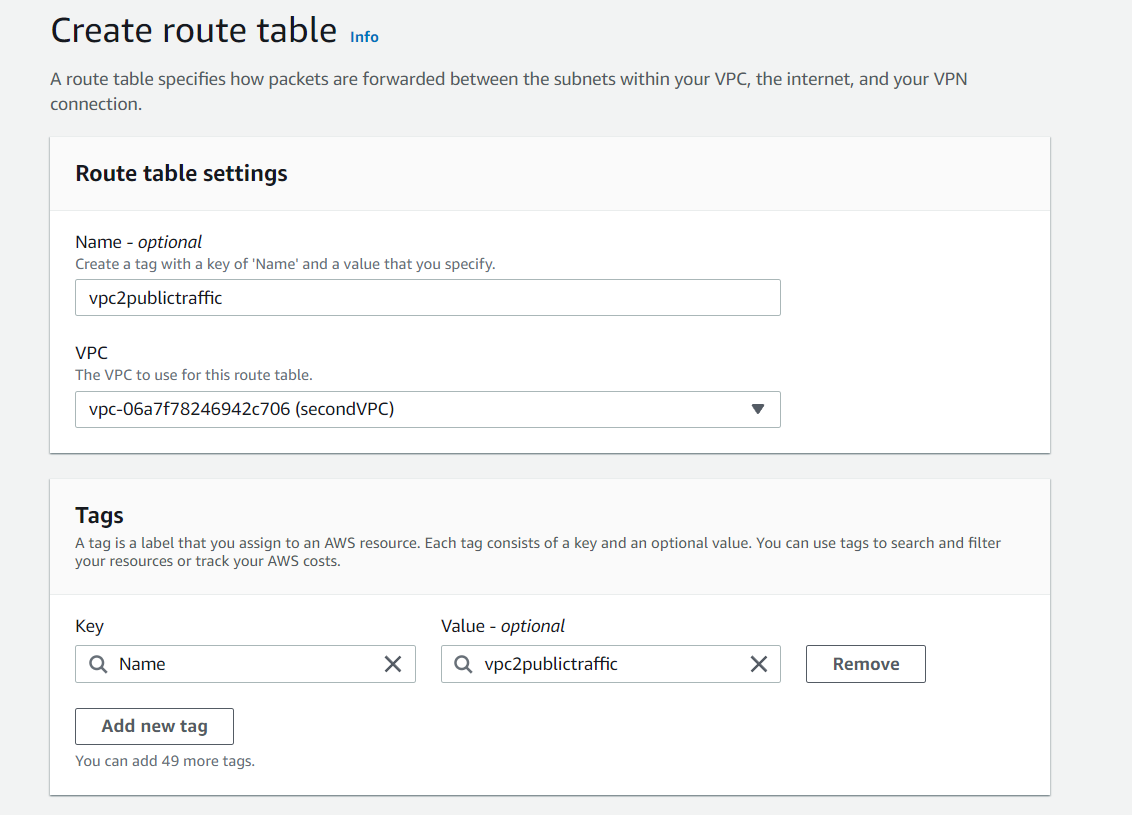 Create route table Info
A route table specifies how packets are forwarded between the subnets within your VPC, the internet, and your VPN
connection.
Route table settings
Name - optional
Create a tag with a key of 'Name' and a value that you specify.
vpc2publictraffic
VPC
The VPC to use for this route table.
vpc-06a7f78246942c706 (secondVPC)
Tags
A tag is a label that you assign to an AWS resource. Each tag consists of a key and an optional value. You can use tags to search and filter
your resources or track your AWS costs.
Key Value - optional
Name vpc2publictraffic Remove
Add new tag
You can add 49 more tags.